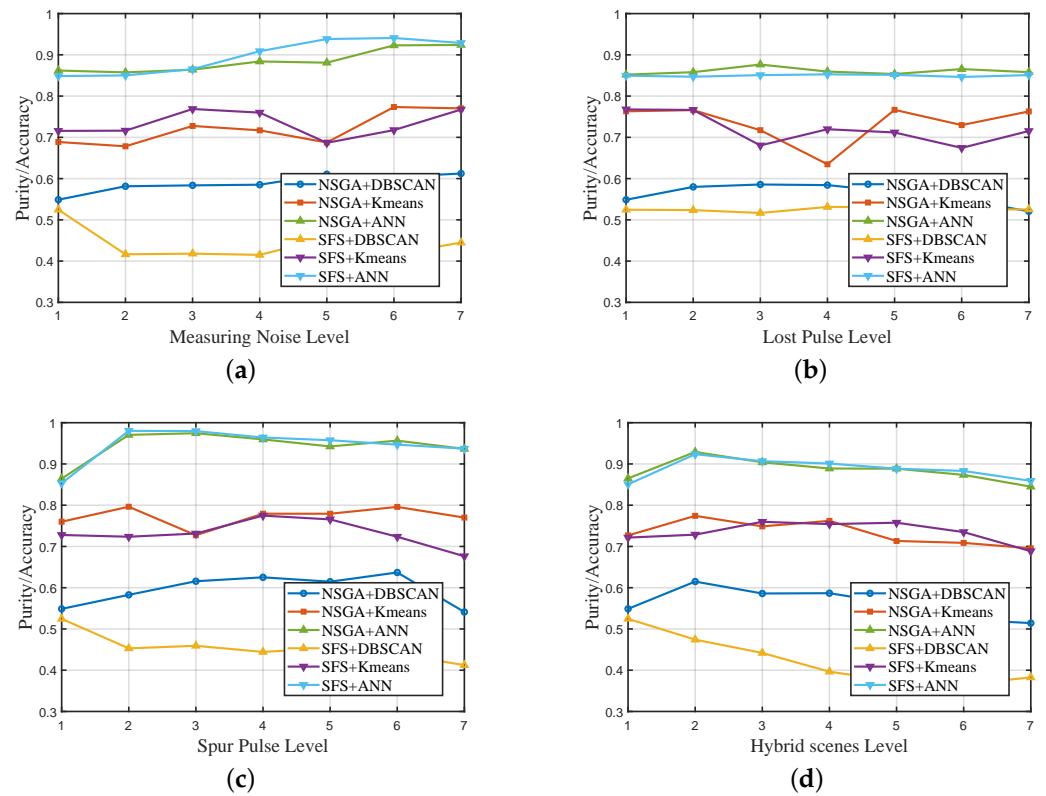 1
0.9
0.8
0.7
0.6
0.5
0.4
0.3
Purity/Accuracy
NSGA+DBSCAN
NSGA+Kmeans
NSGA+ANN
SFS+DBSCAN
SFS+Kmeans
SFS+ANN
1 2 3 4 5 6 7
Measuring Noise Level
(a)
1
0.9
0.8
0.7
0.6
0.5
0.4
0.3
Purity/Accuracy
NSGA+DBSCAN
NSGA+Kmeans
NSGA+ANN
SFS+DBSCAN
SFS+Kmeans
SFS+ANN
1 2 3 4 5 6 7
Lost Pulse Level
(b)
1
0.9
0.8
0.7
0.6
0.5
0.4
0.3
Purity/Accuracy
NSGA+DBSCAN
NSGA+Kmeans
NSGA+ANN
SFS+DBSCAN
SFS+Kmeans
SFS+ANN
1 2 3 4 5 6 7
Spur Pulse Level
(c)
1
0.9
0.8
0.7
0.6
0.5
0.4
0.3
Purity/Accuracy
NSGA+DBSCAN
NSGA+Kmeans
NSGA+ANN
SFS+DBSCAN
SFS+Kmeans
SFS+ANN
1 2 3 4 5 6 7
Hybrid scenes Level
(d)